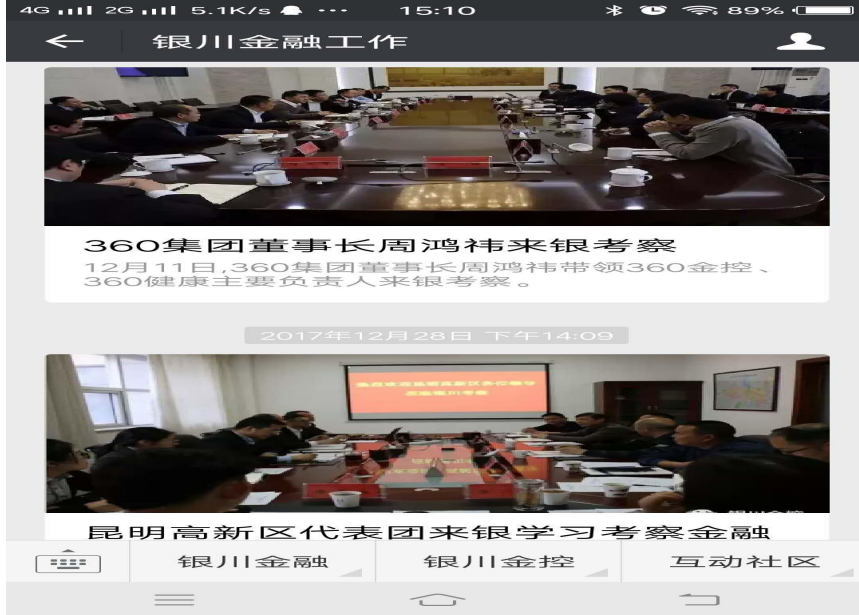 4G 2G 5.1K/s ··· 15:10 89%
银川金融工作
360集团董事长周鸿祎来银考察
12月11日,360集团董事长周鸿祎带领360金控、
360健康主要负责人来银考察。
2017年12月28日 下午14:09
昆明高新区代表团来银学习考察金融
银川金融 银川金控 互动社区